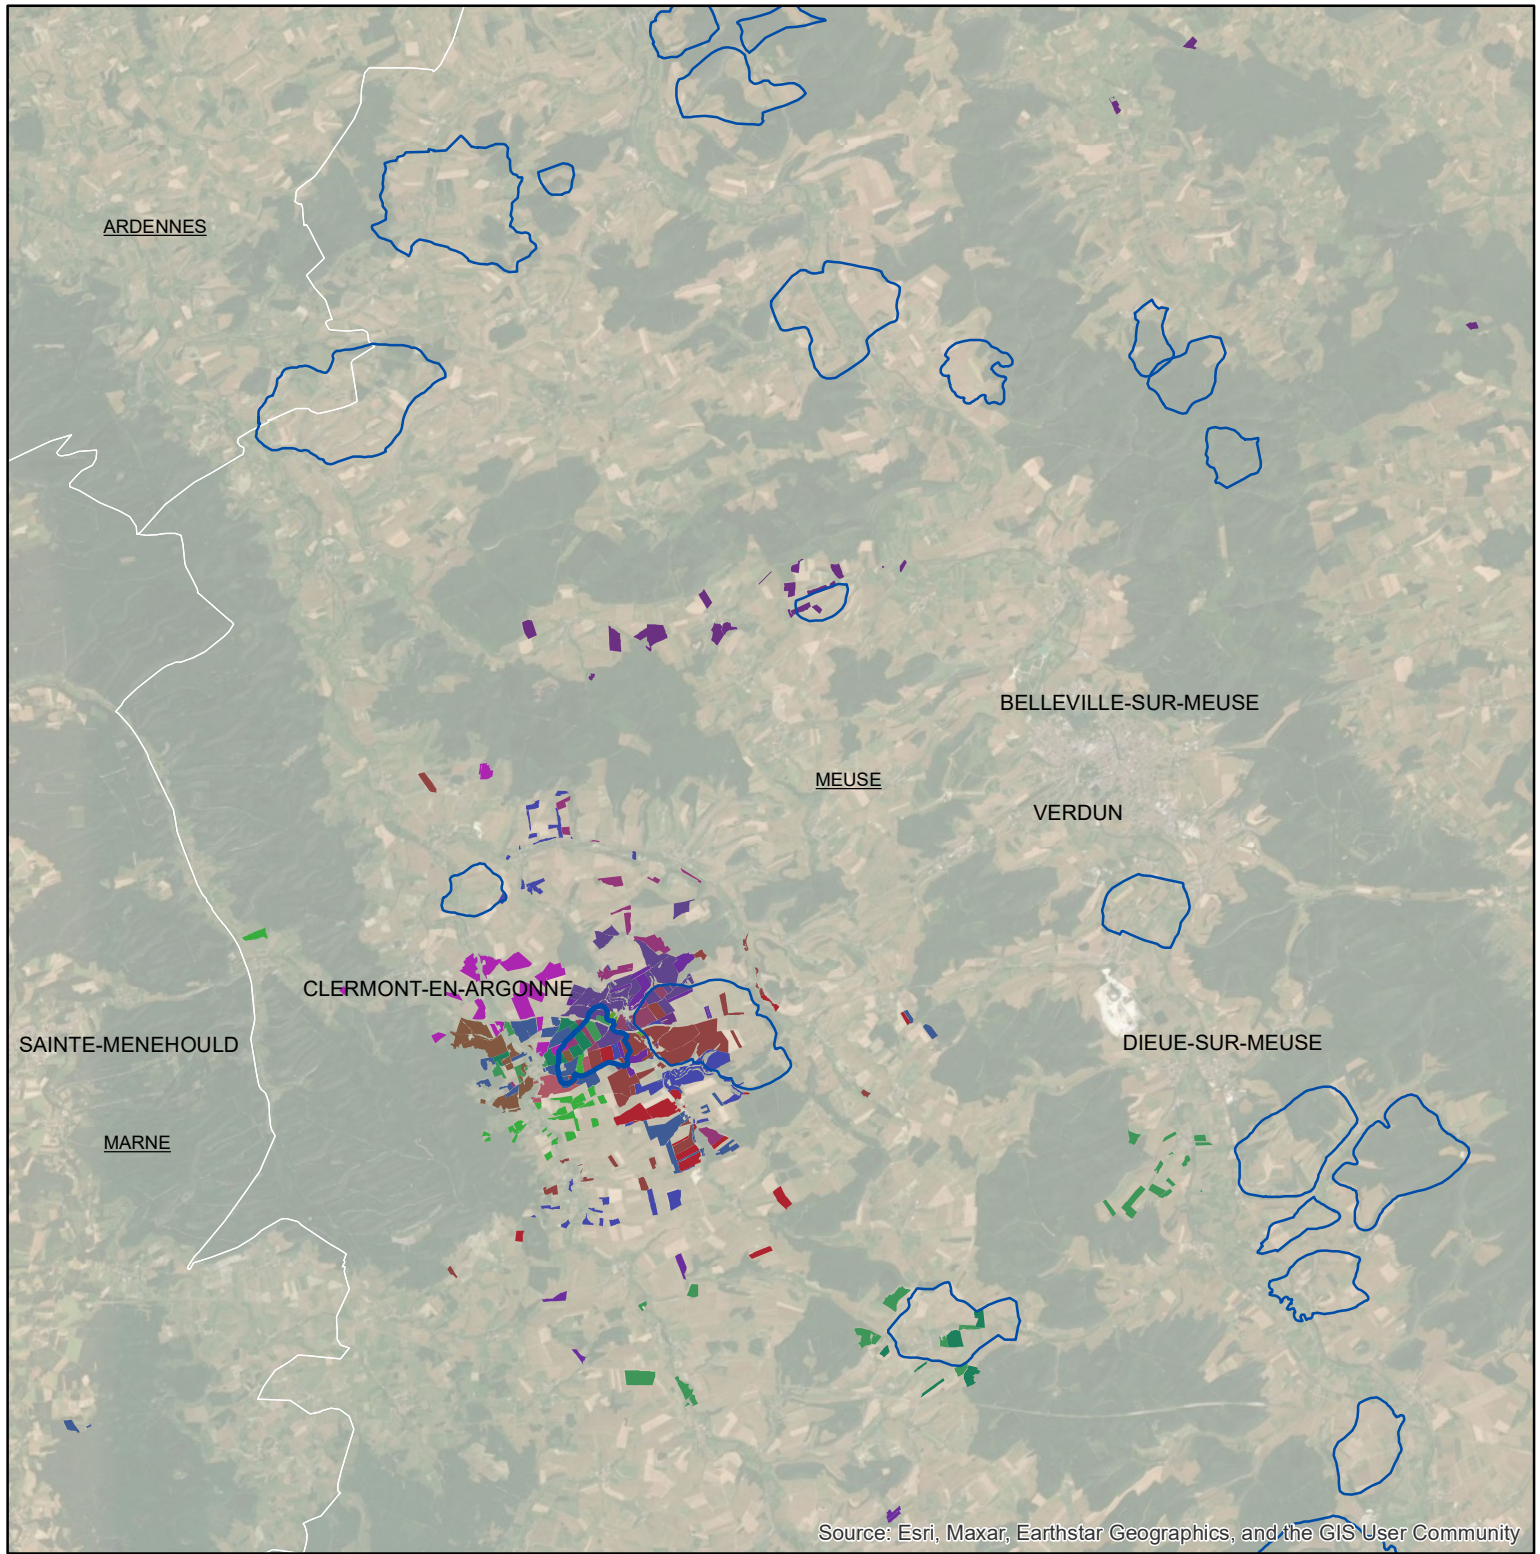 ARDENNES
BELLEVILLE-SUR-MEUSE
MEUSE
VERDUN
CLERMONT-EN-ARGONNE
SAINTE-MENEHOULD
DIEUE-SUR-MEUSE
MARNE
Source: Esri, Maxar, Earthstar Geographics, and the GIS User Community